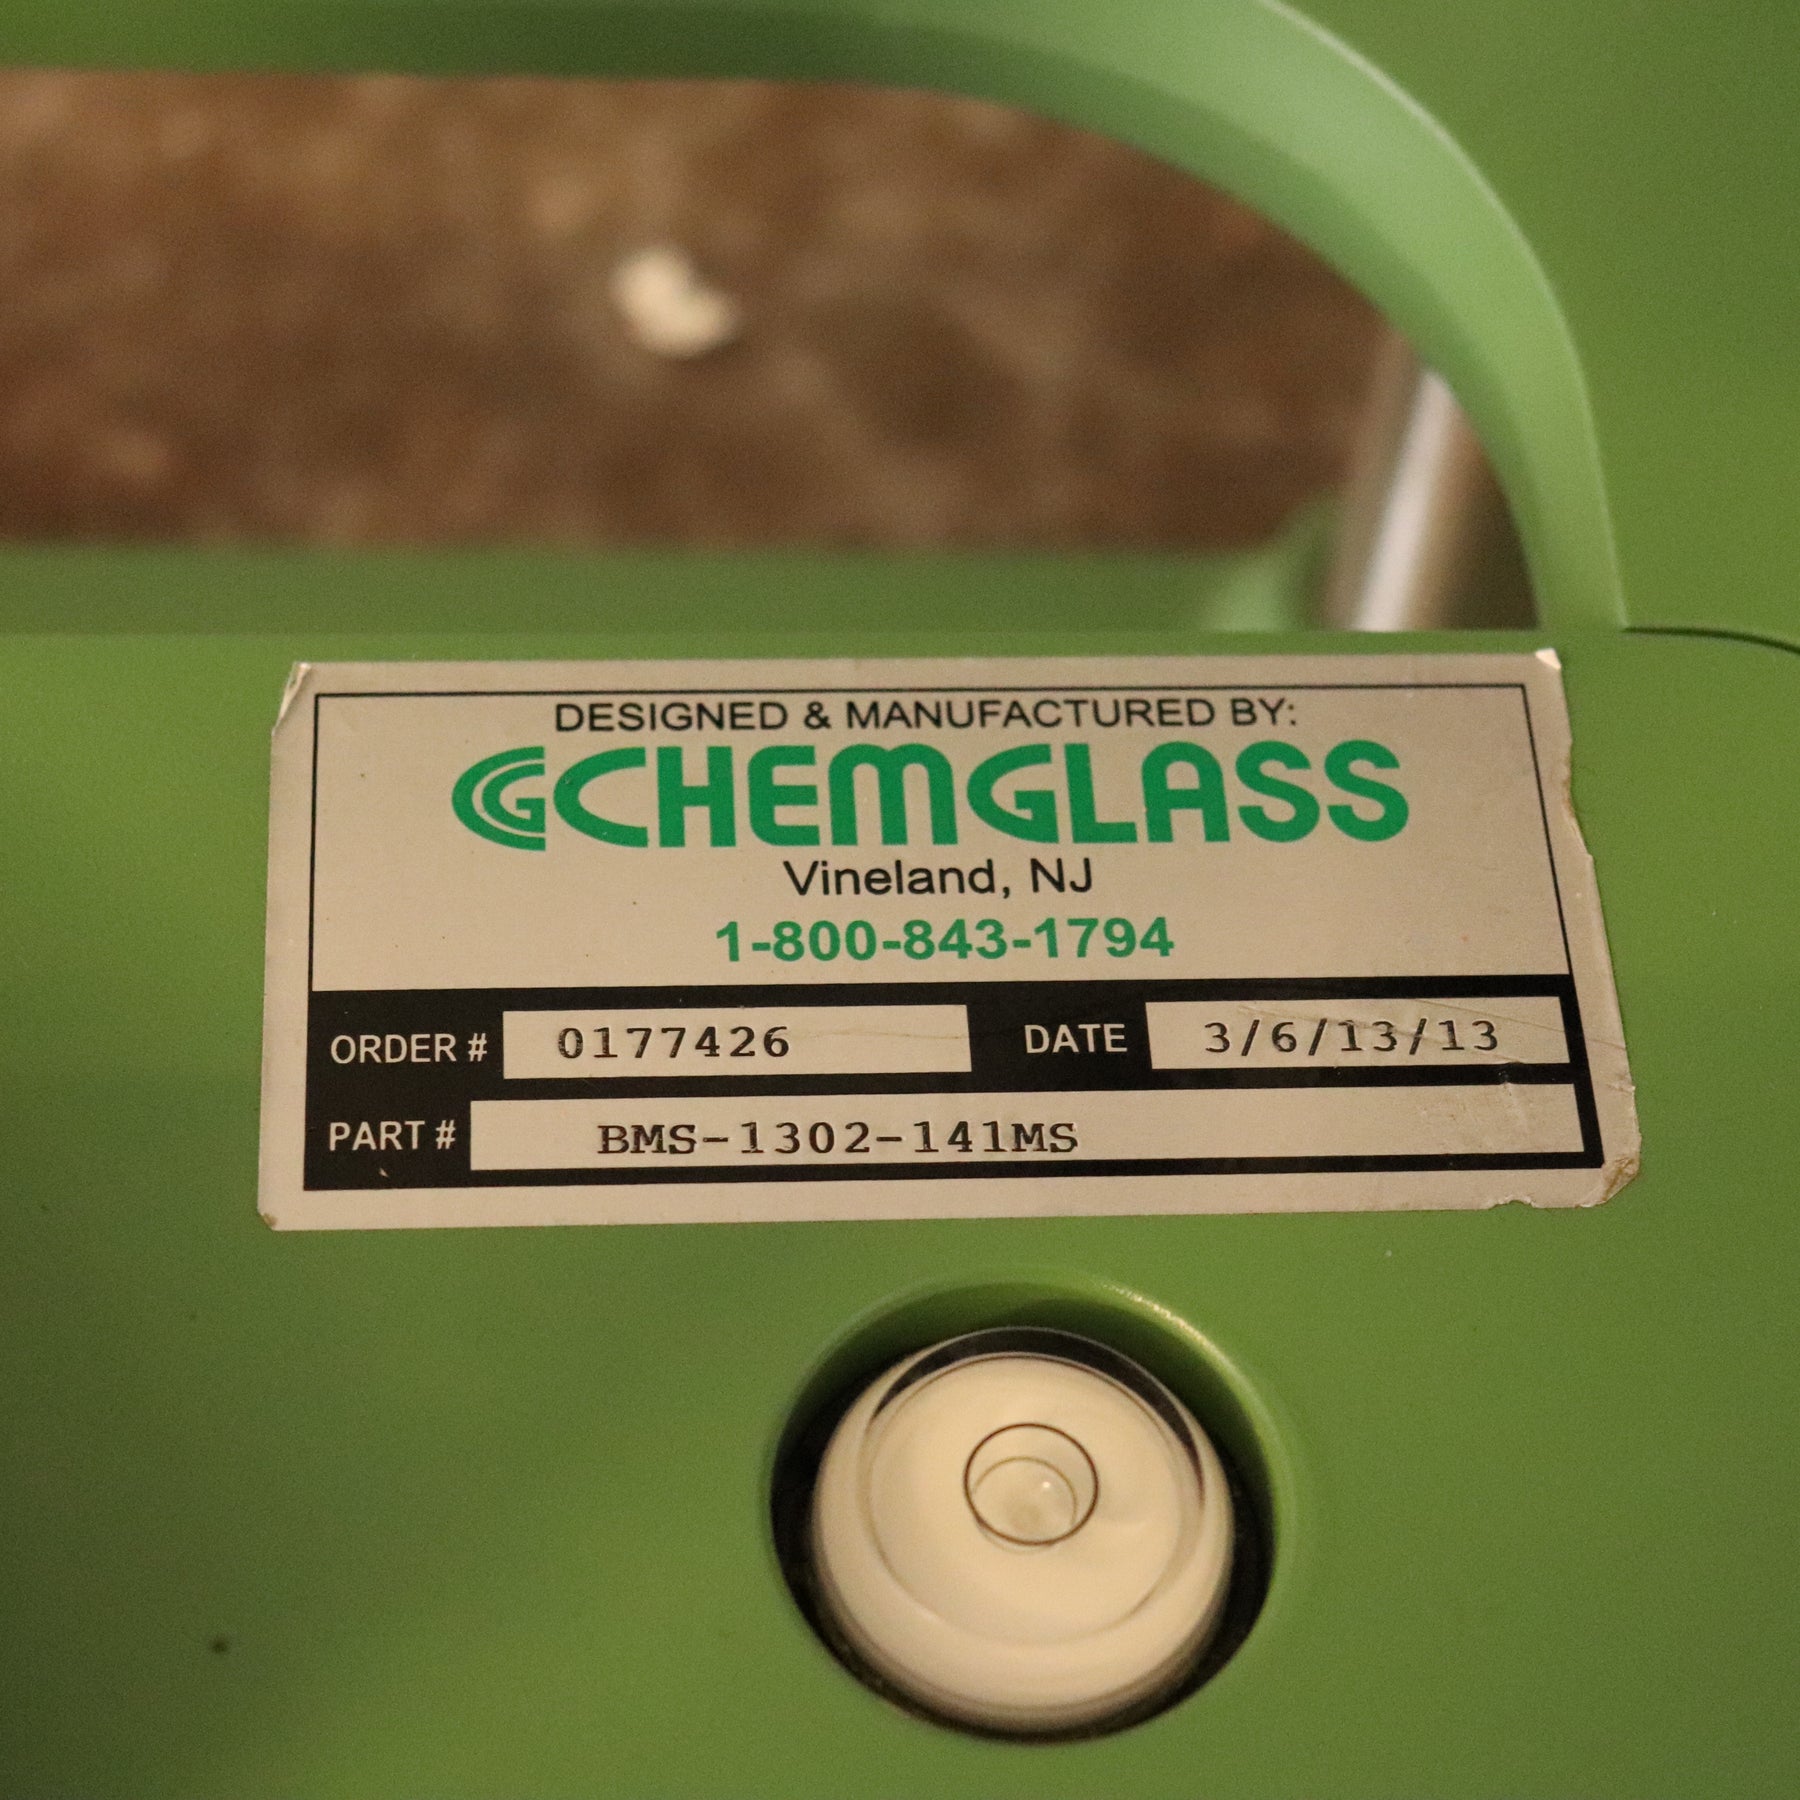 DESIGNED & MANUFACTURED BY:
CG CHEMGLASS
Vineland, NJ
1-800-843-1794
ORDER # 0177426 DATE 3/6/13/13
PART # BMS-1302-141MS